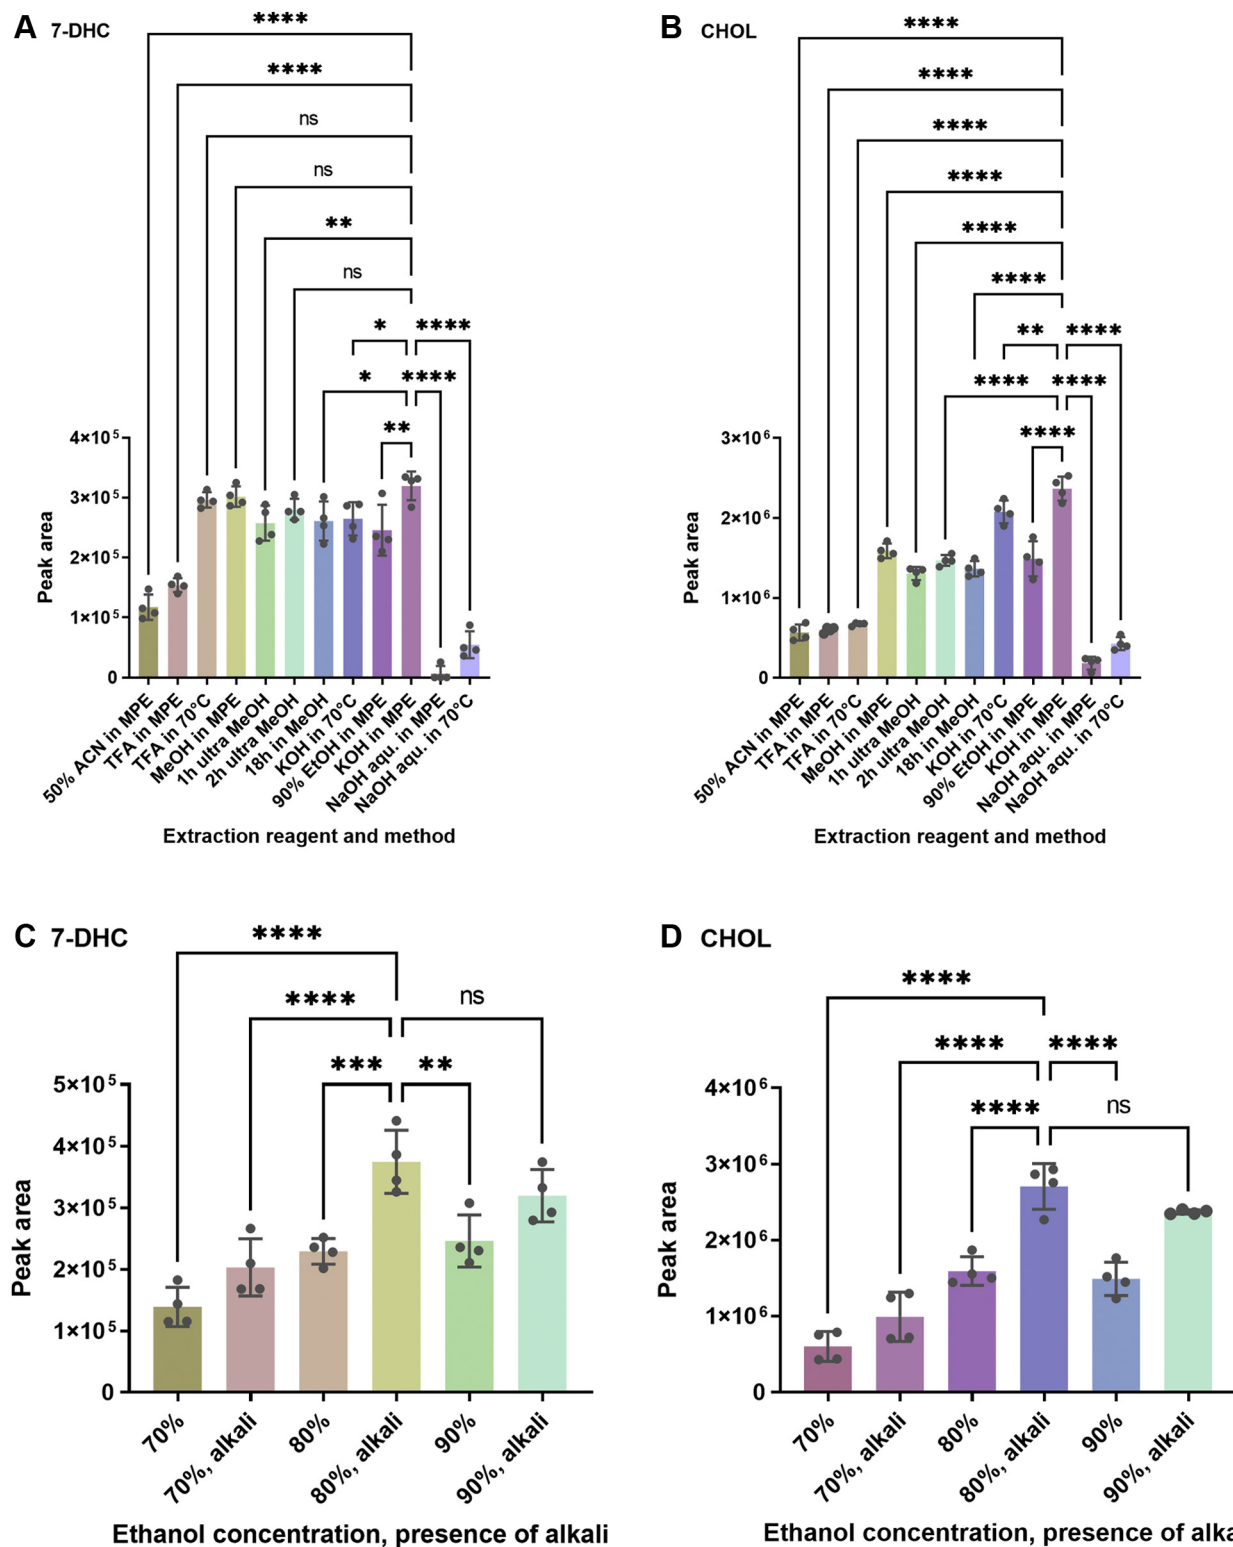 A 7-DHC
****
****
ns
ns
**
ns
* ****
* ****
**
4×10⁵
3×10⁵
2×10⁵
1×10⁵
0
Peak area
50% ACN in MPE
TFA in MPE
TFA in 70°C
MeOH in MPE
1h ultra MeOH
2h ultra MeOH
18h in MeOH
KOH in 70°C
90% EtOH in MPE
KOH in MPE
NaOH aqu. in MPE
NaOH aqu. in 70°C
Extraction reagent and method
B CHOL
****
****
****
****
****
****
** ****
**** ****
****
3×10⁶
2×10⁶
1×10⁶
0
Peak area
50% ACN in MPE
TFA in MPE
TFA in 70°C
MeOH in MPE
1h ultra MeOH
2h ultra MeOH
18h in MeOH
KOH in 70°C
90% EtOH in MPE
KOH in MPE
NaOH aqu. in MPE
NaOH aqu. in 70°C
Extraction reagent and method
C 7-DHC
****
**** ns
*** **
5×10⁵
4×10⁵
3×10⁵
2×10⁵
1×10⁵
0
Peak area
70%
70%, alkali
80%
80%, alkali
90%
90%, alkali
Ethanol concentration, presence of alkali
D CHOL
****
**** ****
**** ns
4×10⁶
3×10⁶
2×10⁶
1×10⁶
0
Peak area
70%
70%, alkali
80%
80%, alkali
90%
90%, alkali
Ethanol concentration, presence of alka